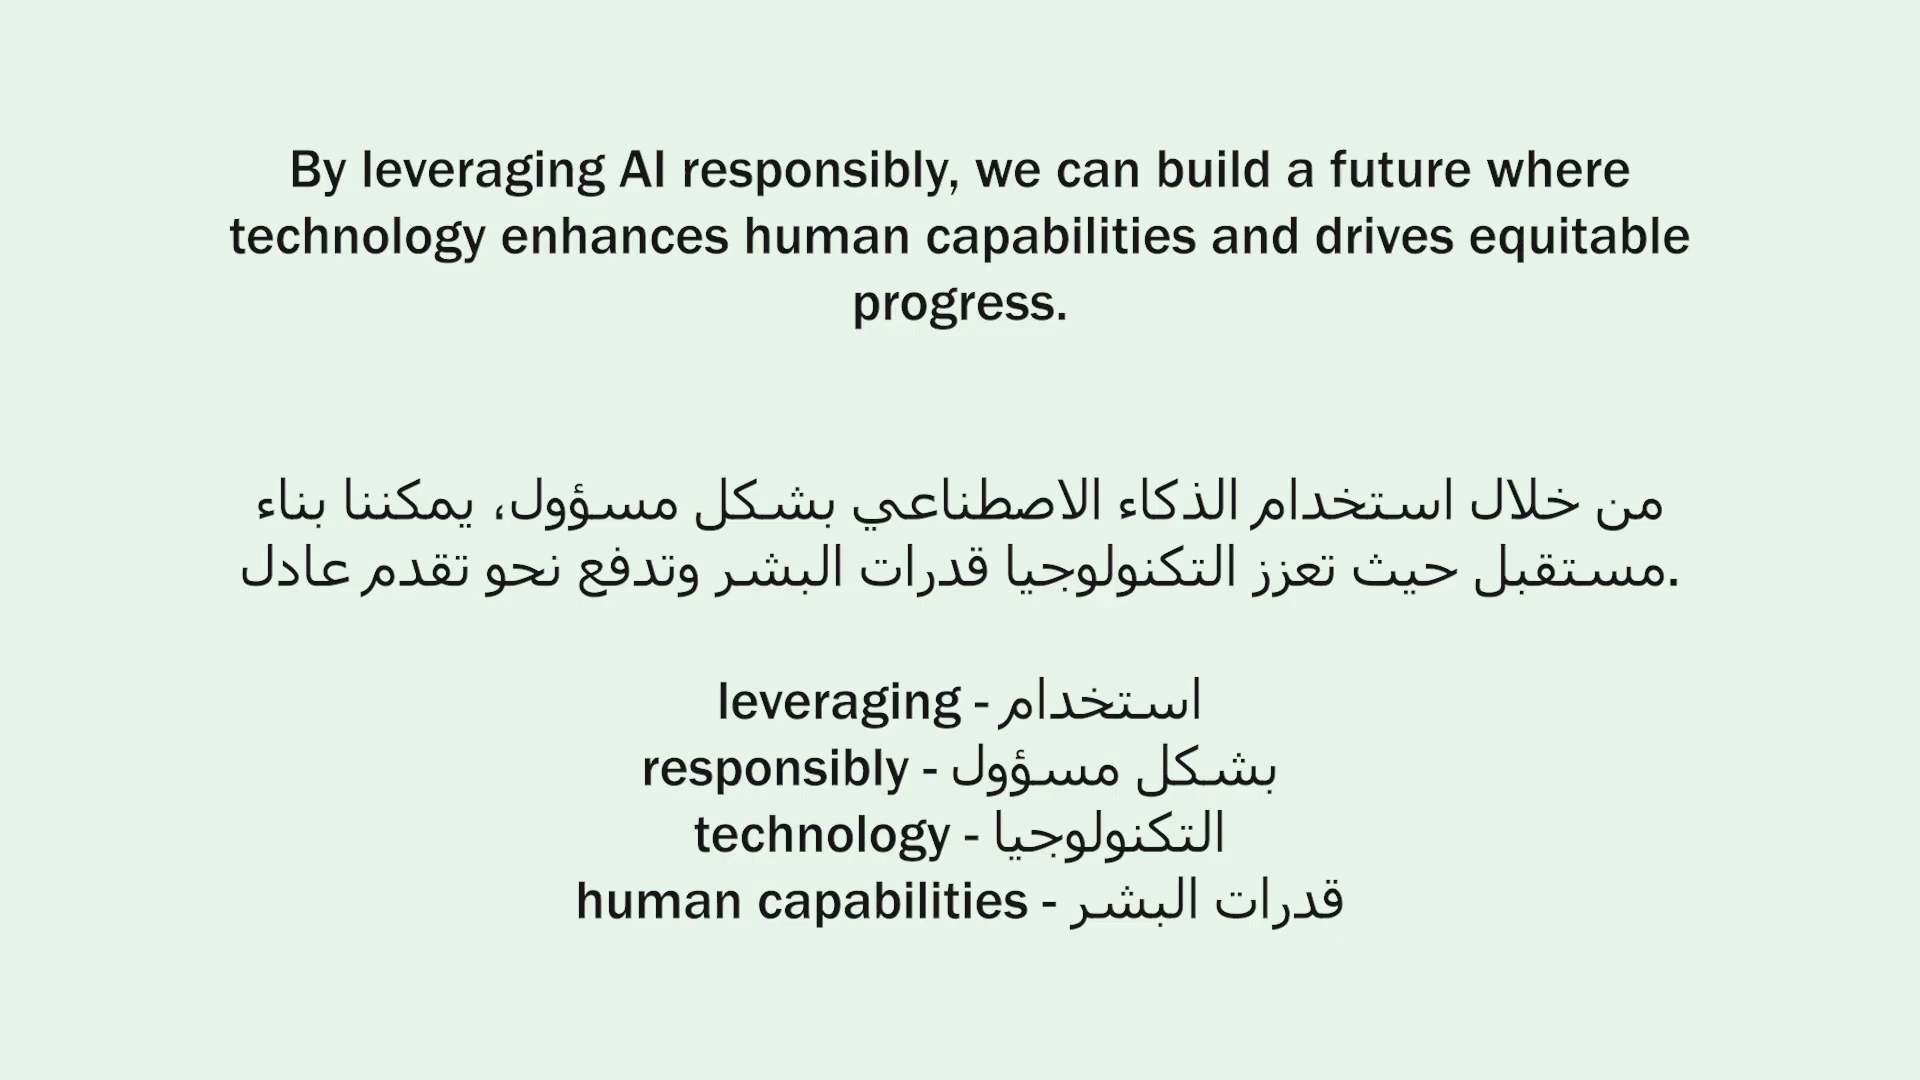 By leveraging AI responsibly, we can build a future where
technology enhances human capabilities and drives equitable
progress.
من خلال استخدام الذكاء الاصطناعي بشكل مسؤول، يمكننا بناء
مستقبل حيث تعزز التكنولوجيا قدرات البشر وتدفع نحو تقدم عادل.
leveraging - استخدام
responsibly - بشكل مسؤول
technology - التكنولوجيا
human capabilities - قدرات البشر